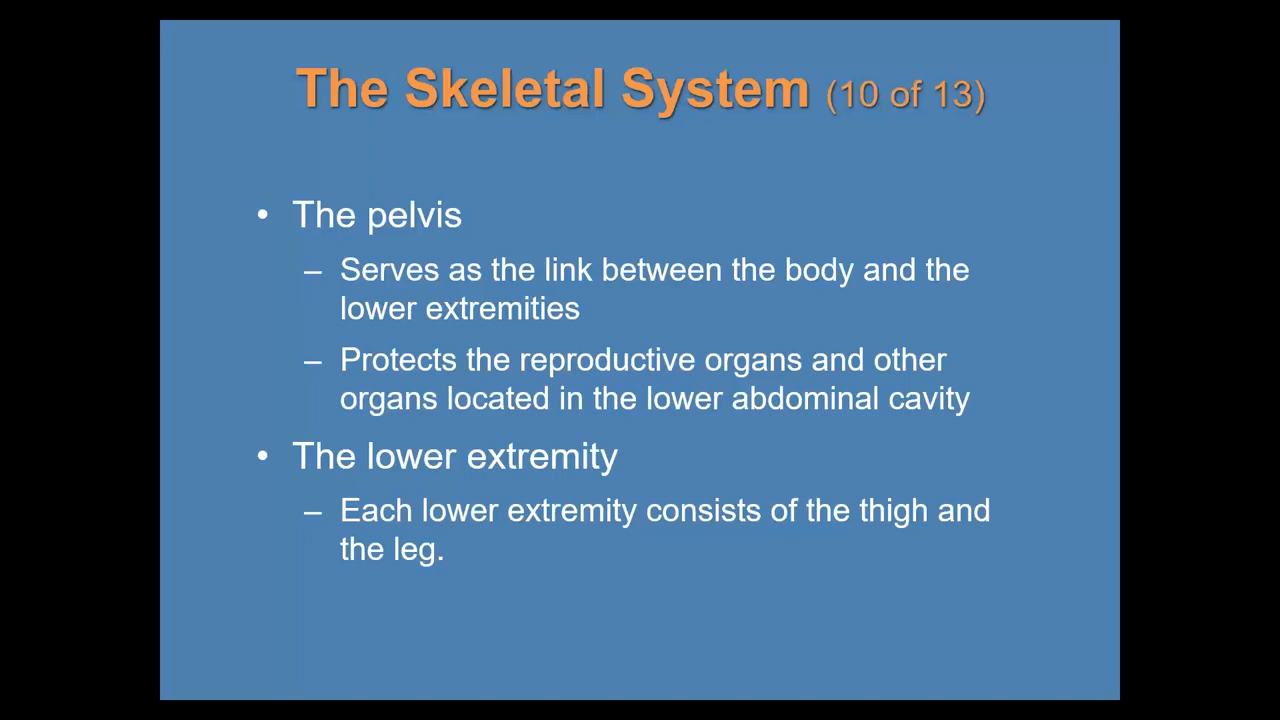 The Skeletal System (10 of 13)
• The pelvis
– Serves as the link between the body and the
lower extremities
– Protects the reproductive organs and other
organs located in the lower abdominal cavity
• The lower extremity
– Each lower extremity consists of the thigh and
the leg.